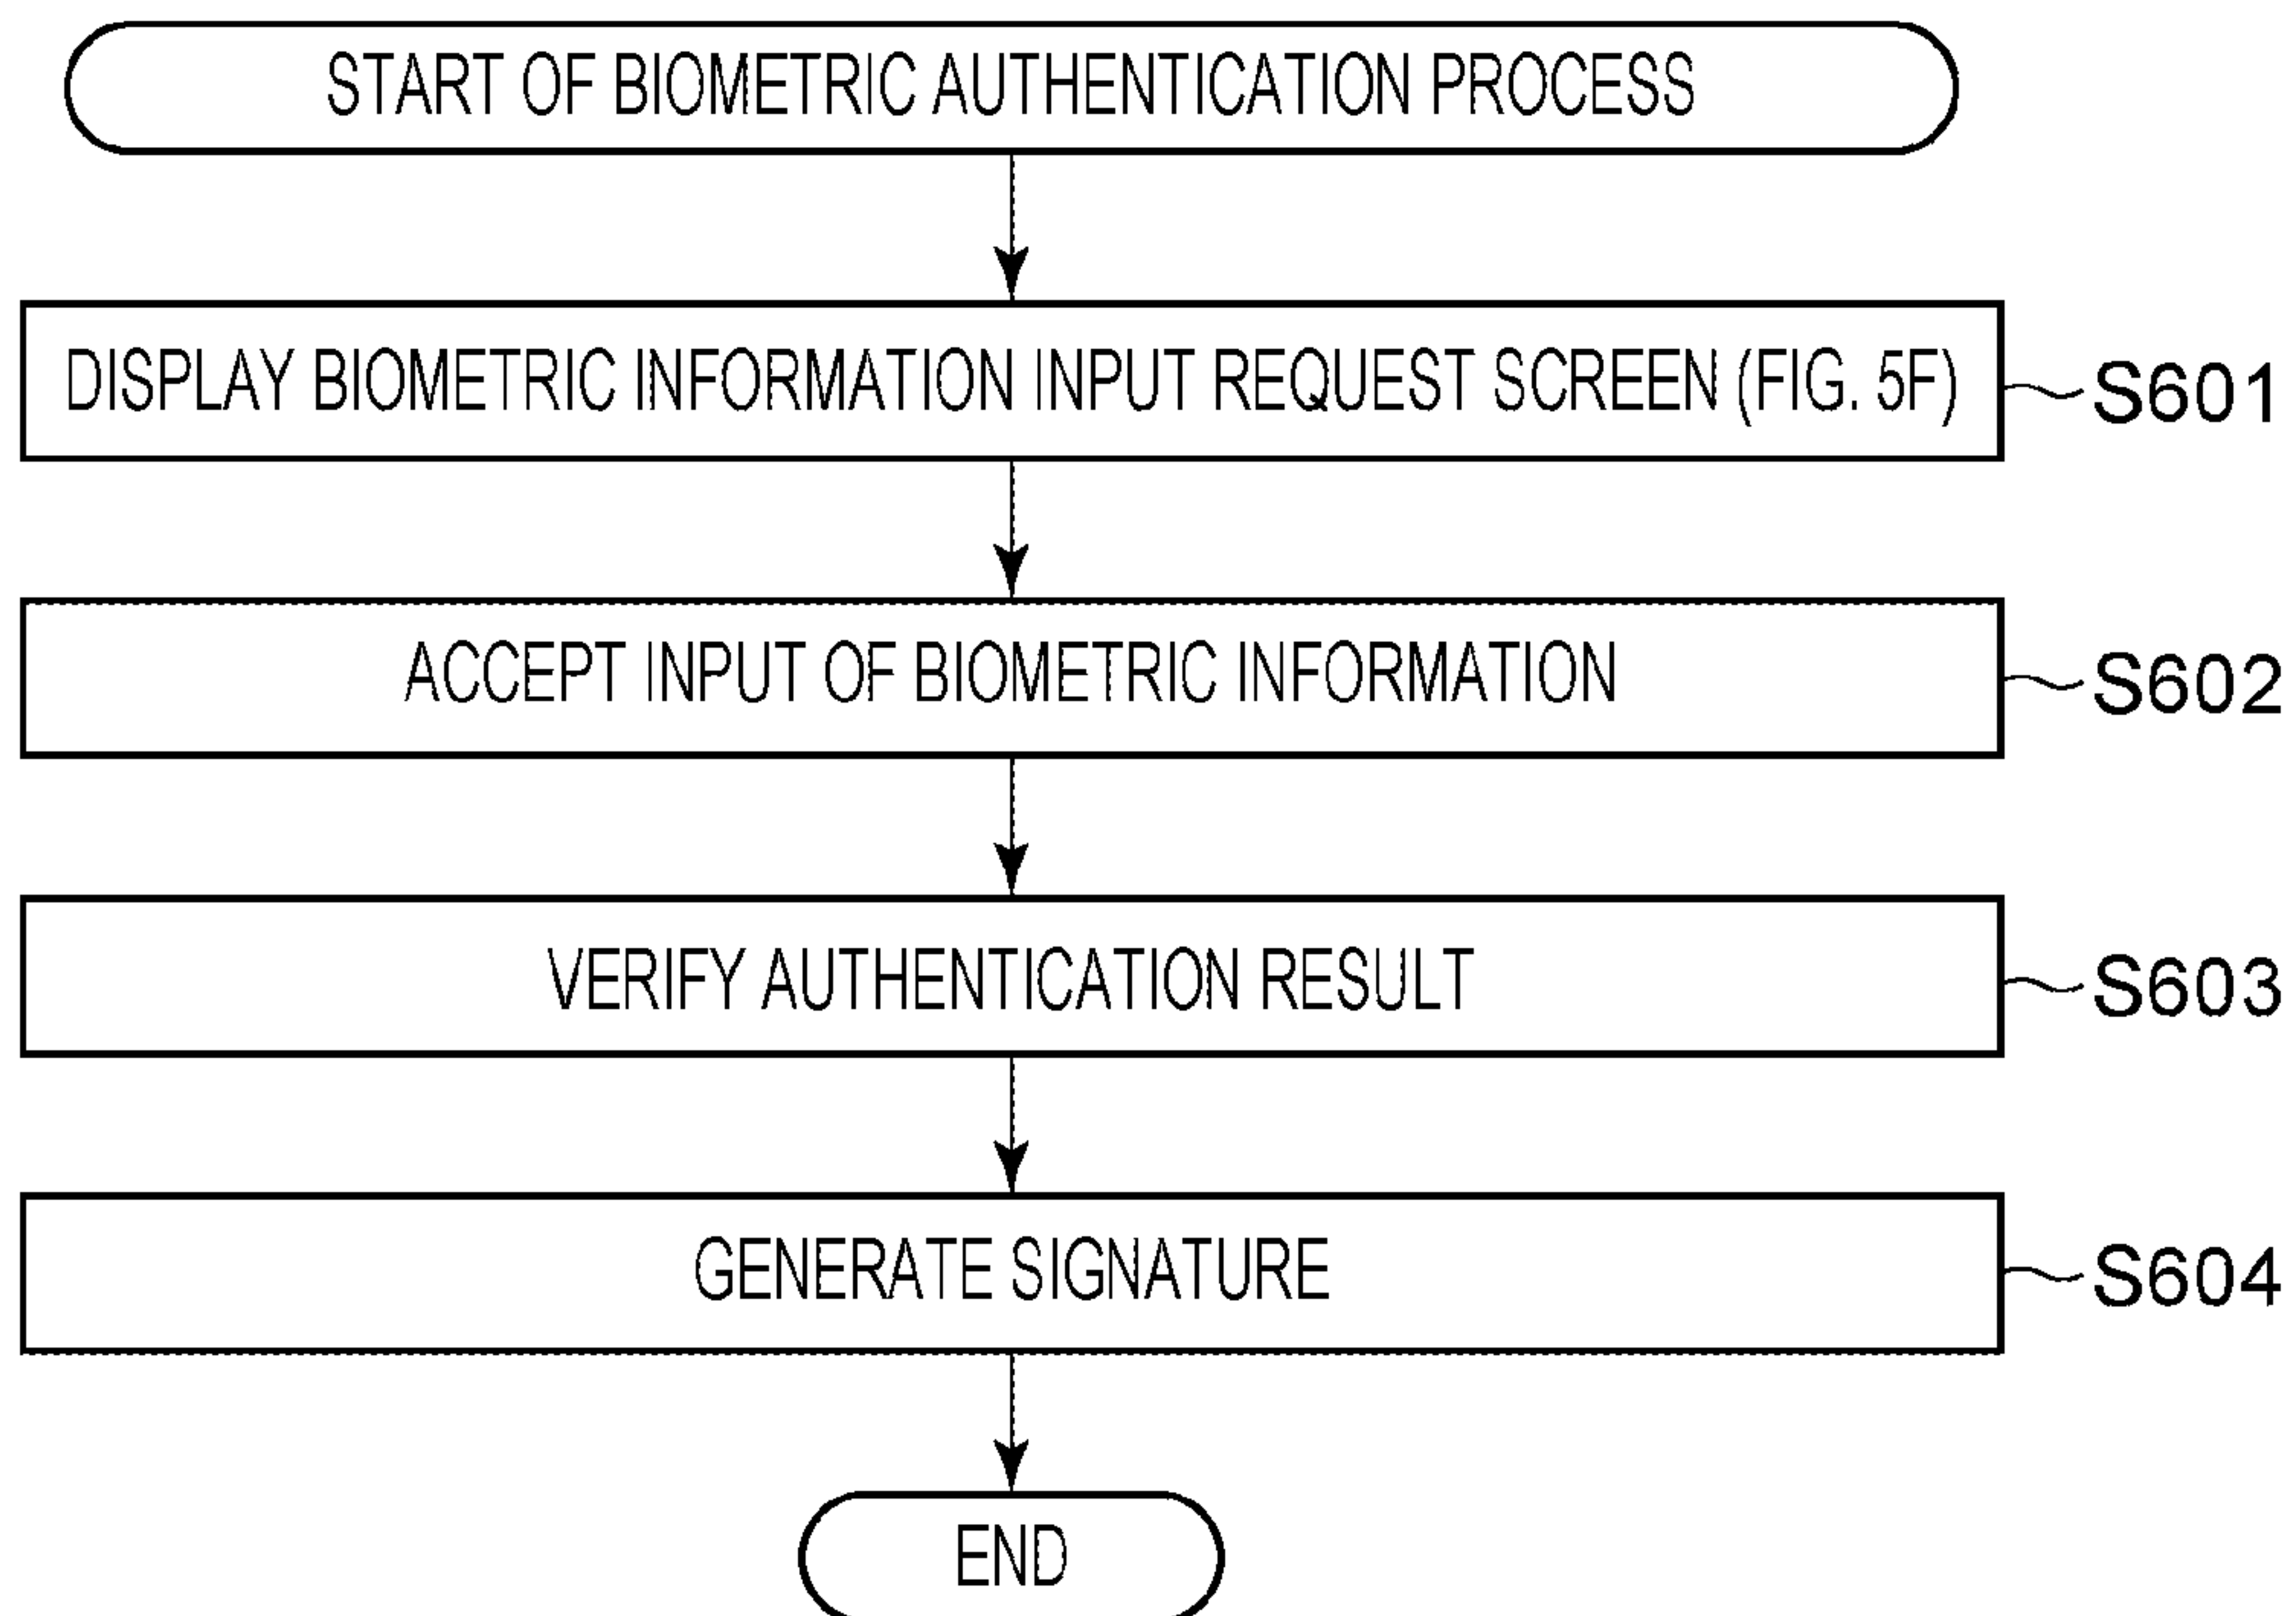 START OF BIOMETRIC AUTHENTICATION PROCESS
DISPLAY BIOMETRIC INFORMATION INPUT REQUEST SCREEN (FIG. 5F)
S601
ACCEPT INPUT OF BIOMETRIC INFORMATION
S602
VERIFY AUTHENTICATION RESULT
S603
GENERATE SIGNATURE
S604
END